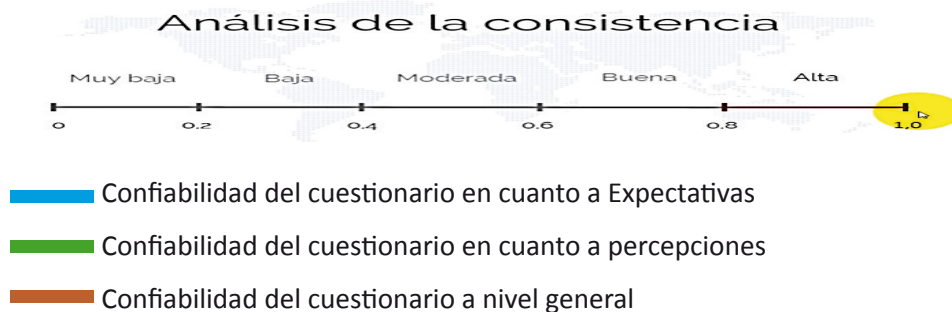 Análisis de la consistencia
Muy baja Baja Moderada Buena Alta
0 0.2 0.4 0.6 0.8 1,0
Confiabilidad del cuestionario en cuanto a Expectativas
Confiabilidad del cuestionario en cuanto a percepciones
Confiabilidad del cuestionario a nivel general